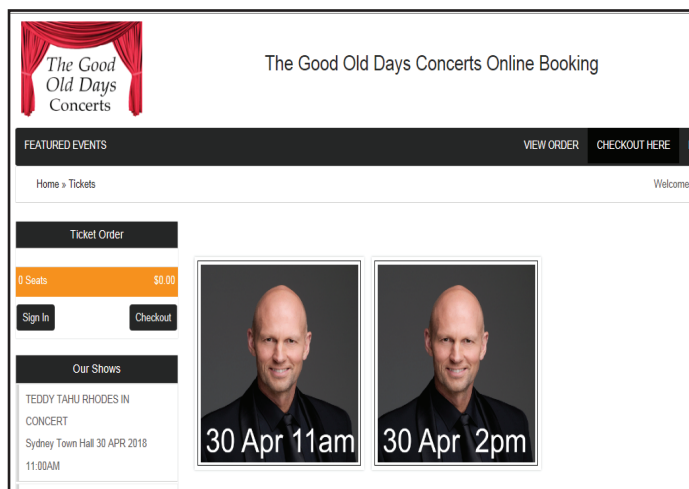 The Good
Old Days
Concerts
The Good Old Days Concerts Online Booking
FEATURED EVENTS
VIEW ORDER
CHECKOUT HERE
Home » Tickets
Welcome
Ticket Order
0 Seats
$0.00
Sign In
Checkout
Our Shows
TEDDY TAHU RHODES IN
CONCERT
Sydney Town Hall 30 APR 2018
11:00AM
30 Apr 11am
30 Apr 2pm